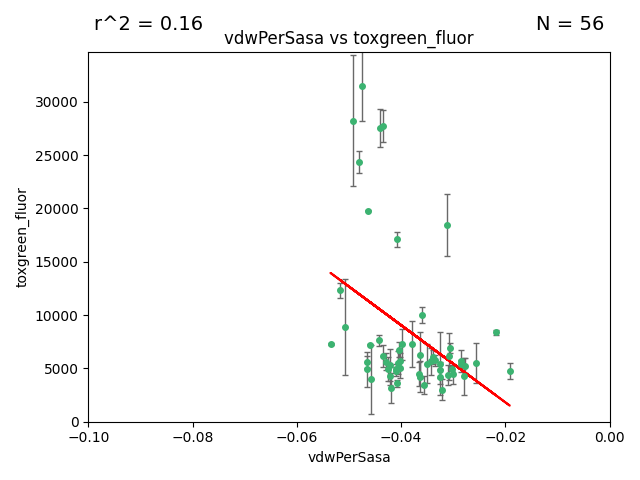 r^2 = 0.16
N = 56
vdwPerSasa vs toxgreen_fluor
30000
25000
20000
15000
10000
5000
0
toxgreen_fluor
−0.10
−0.08
−0.06
−0.04
−0.02
0.00
vdwPerSasa